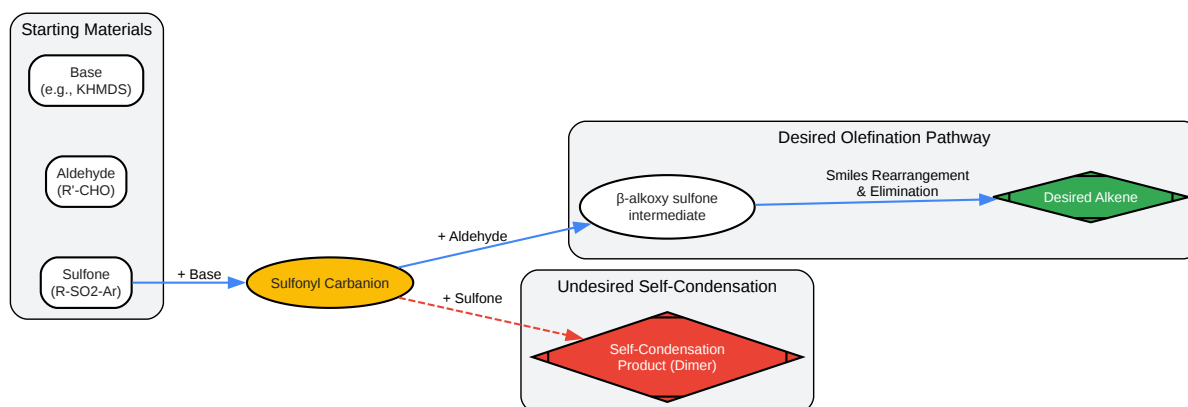 Starting Materials
Base
(e.g., KHMDS)
Aldehyde
(R'-CHO)
Sulfone
(R-SO2-Ar)
+ Base
Sulfonyl Carbanion
+ Aldehyde
+ Sulfone
Desired Olefination Pathway
β-alkoxy sulfone
intermediate
Smiles Rearrangement
& Elimination
Desired Alkene
Undesired Self-Condensation
Self-Condensation
Product (Dimer)